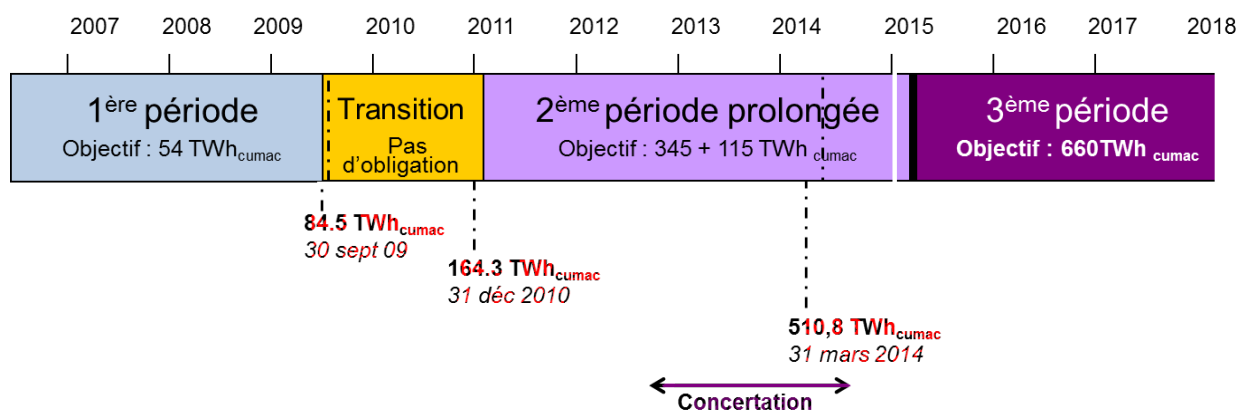 2007 2008 2009 2010 2011 2012 2013 2014 2015 2016 2017 2018
1ère période
Objectif : 54 TWhcumac
Transition
Pas
d'obligation
2ème période prolongée
Objectif : 345 + 115 TWh cumac
3ème période
Objectif : 660TWh cumac
84.5 TWhcumac
30 sept 09
164.3 TWhcumac
31 déc 2010
510,8 TWhcumac
31 mars 2014
Concertation